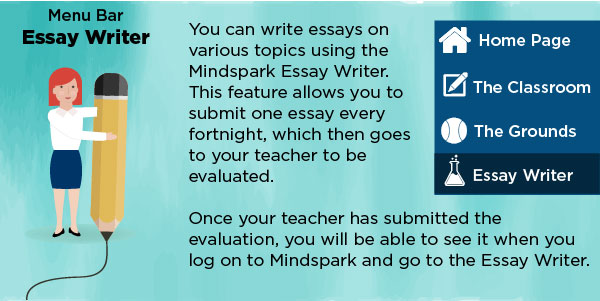 Menu Bar
Essay Writer
You can write essays on
various topics using the
Mindspark Essay Writer.
This feature allows you to
submit one essay every
fortnight, which then goes
to your teacher to be
evaluated.
Home Page
The Classroom
The Grounds
Essay Writer
Once your teacher has submitted the
evaluation, you will be able to see it when you
log on to Mindspark and go to the Essay Writer.